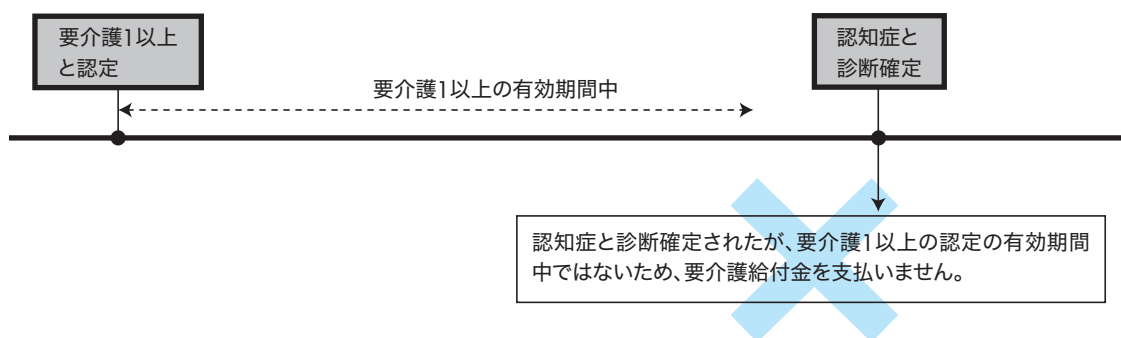 要介護1以上
と認定
認知症と
診断確定
要介護1以上の有効期間中
認知症と診断確定されたが、要介護1以上の認定の有効期間
中ではないため、要介護給付金を支払いません。